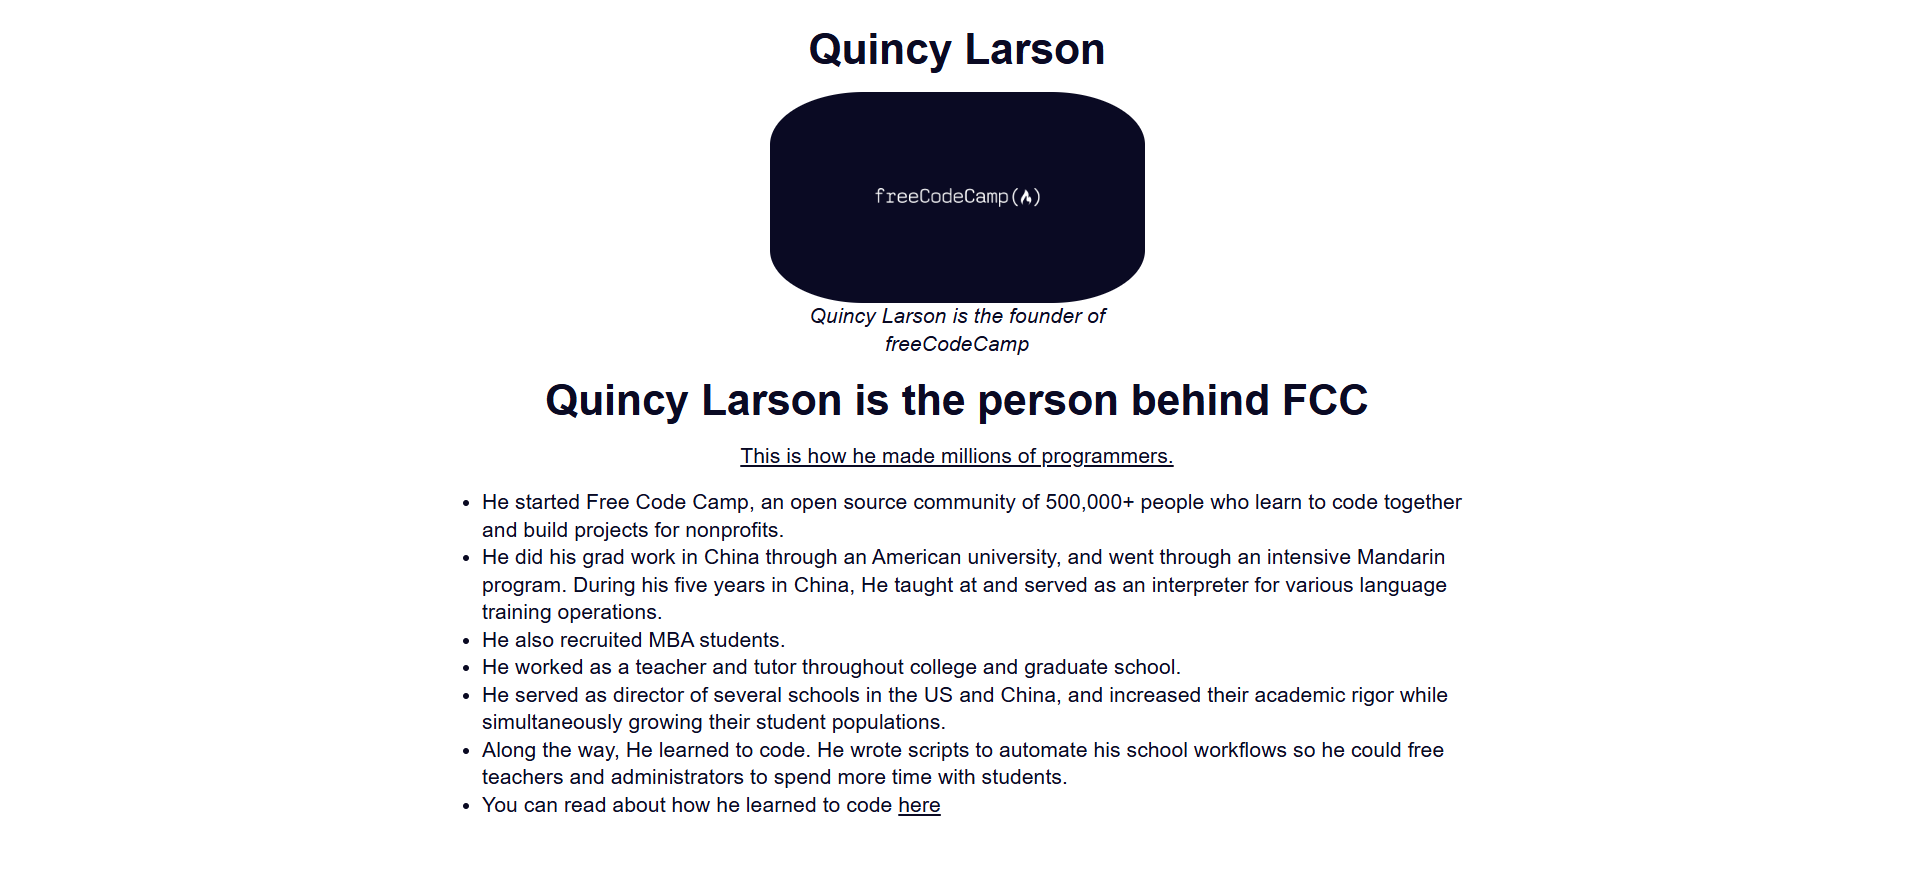 Quincy Larson
freeCodeCamp()
Quincy Larson is the founder of
freeCodeCamp
Quincy Larson is the person behind FCC
This is how he made millions of programmers.
• He started Free Code Camp, an open source community of 500,000+ people who learn to code together
and build projects for nonprofits.
• He did his grad work in China through an American university, and went through an intensive Mandarin
program. During his five years in China, He taught at and served as an interpreter for various language
training operations.
• He also recruited MBA students.
• He worked as a teacher and tutor throughout college and graduate school.
• He served as director of several schools in the US and China, and increased their academic rigor while
simultaneously growing their student populations.
• Along the way, He learned to code. He wrote scripts to automate his school workflows so he could free
teachers and administrators to spend more time with students.
• You can read about how he learned to code here